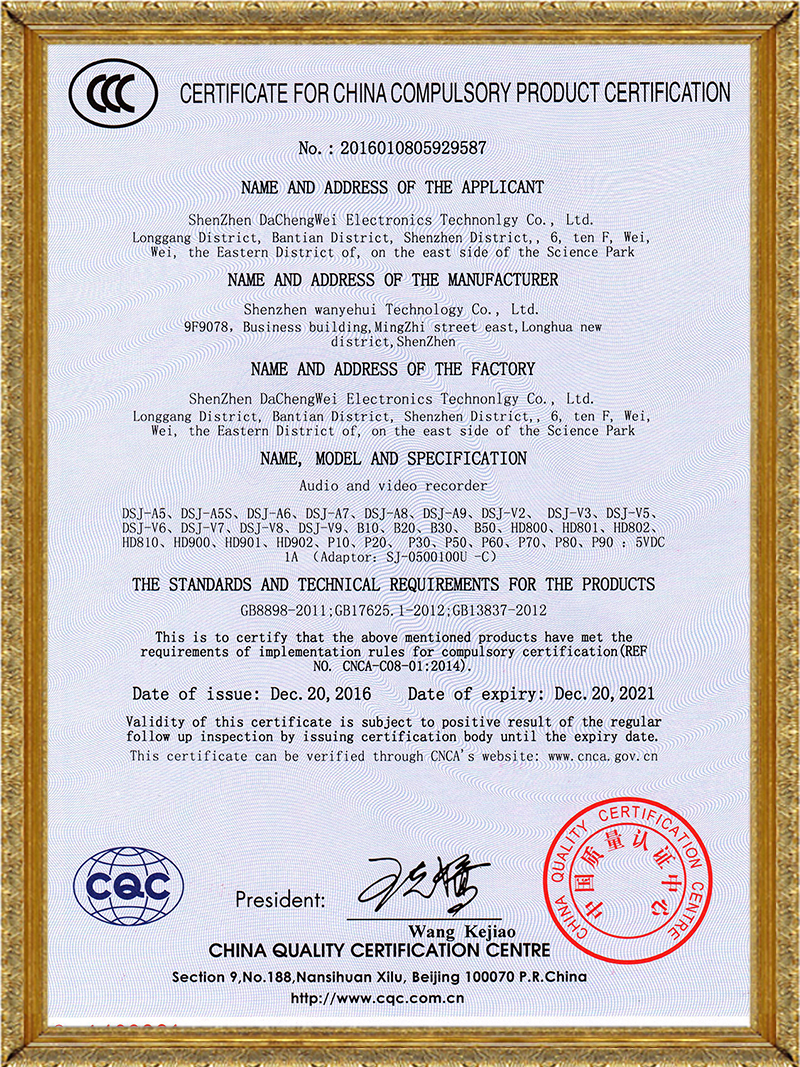 CCC
CERTIFICATE FOR CHINA COMPULSORY PRODUCT CERTIFICATION
No.: 2016010805929587
NAME AND ADDRESS OF THE APPLICANT
ShenZhen DaChengWei Electronics Technonlgy Co., Ltd.
Longgang District, Bantian District, Shenzhen District,, 6, ten F, Wei,
Wei, the Eastern District of, on the east side of the Science Park
NAME AND ADDRESS OF THE MANUFACTURER
Shenzhen wanyehui Technology Co., Ltd.
9F9078, Business building,MingZhi street east,Longhua new
district,ShenZhen
NAME AND ADDRESS OF THE FACTORY
ShenZhen DaChengWei Electronics Technonlgy Co., Ltd.
Longgang District, Bantian District, Shenzhen District,, 6, ten F, Wei,
Wei, the Eastern District of, on the east side of the Science Park
NAME, MODEL AND SPECIFICATION
Audio and video recorder
DSJ-A5、DSJ-A5S、DSJ-A6、DSJ-A7、DSJ-A8、DSJ-A9、DSJ-V2、 DSJ-V3、DSJ-V5、
DSJ-V6、DSJ-V7、DSJ-V8、DSJ-V9、B10、B20、B30、 B50、HD800、HD801、HD802、
HD810、HD900、HD901、HD902、P10、P20、 P30、P50、P60、P70、P80、P90 : 5VDC
1A （Adaptor: SJ-0500100U -C）
THE STANDARDS AND TECHNICAL REQUIREMENTS FOR THE PRODUCTS
GB8898-2011;GB17625.1-2012;GB13837-2012
This is to certify that the above mentioned products have met the
requirements of implementation rules for compulsory certification(REF
NO. CNCA-C08-01:2014).
Date of issue: Dec.20,2016 Date of expiry: Dec.20,2021
Validity of this certificate is subject to positive result of the regular
follow up inspection by issuing certification body until the expiry date.
This certificate can be verified through CNCA's website: www.cnca.gov.cn
CQC
President:
Wang Kejiao
CHINA QUALITY CERTIFICATION CENTRE
中国质量认证中心
CHINA QUALITY CERTIFICATION CENTRE
Section 9,No.188,Nansihuan Xilu, Beijing 100070 P.R.China
http://www.cqc.com.cn